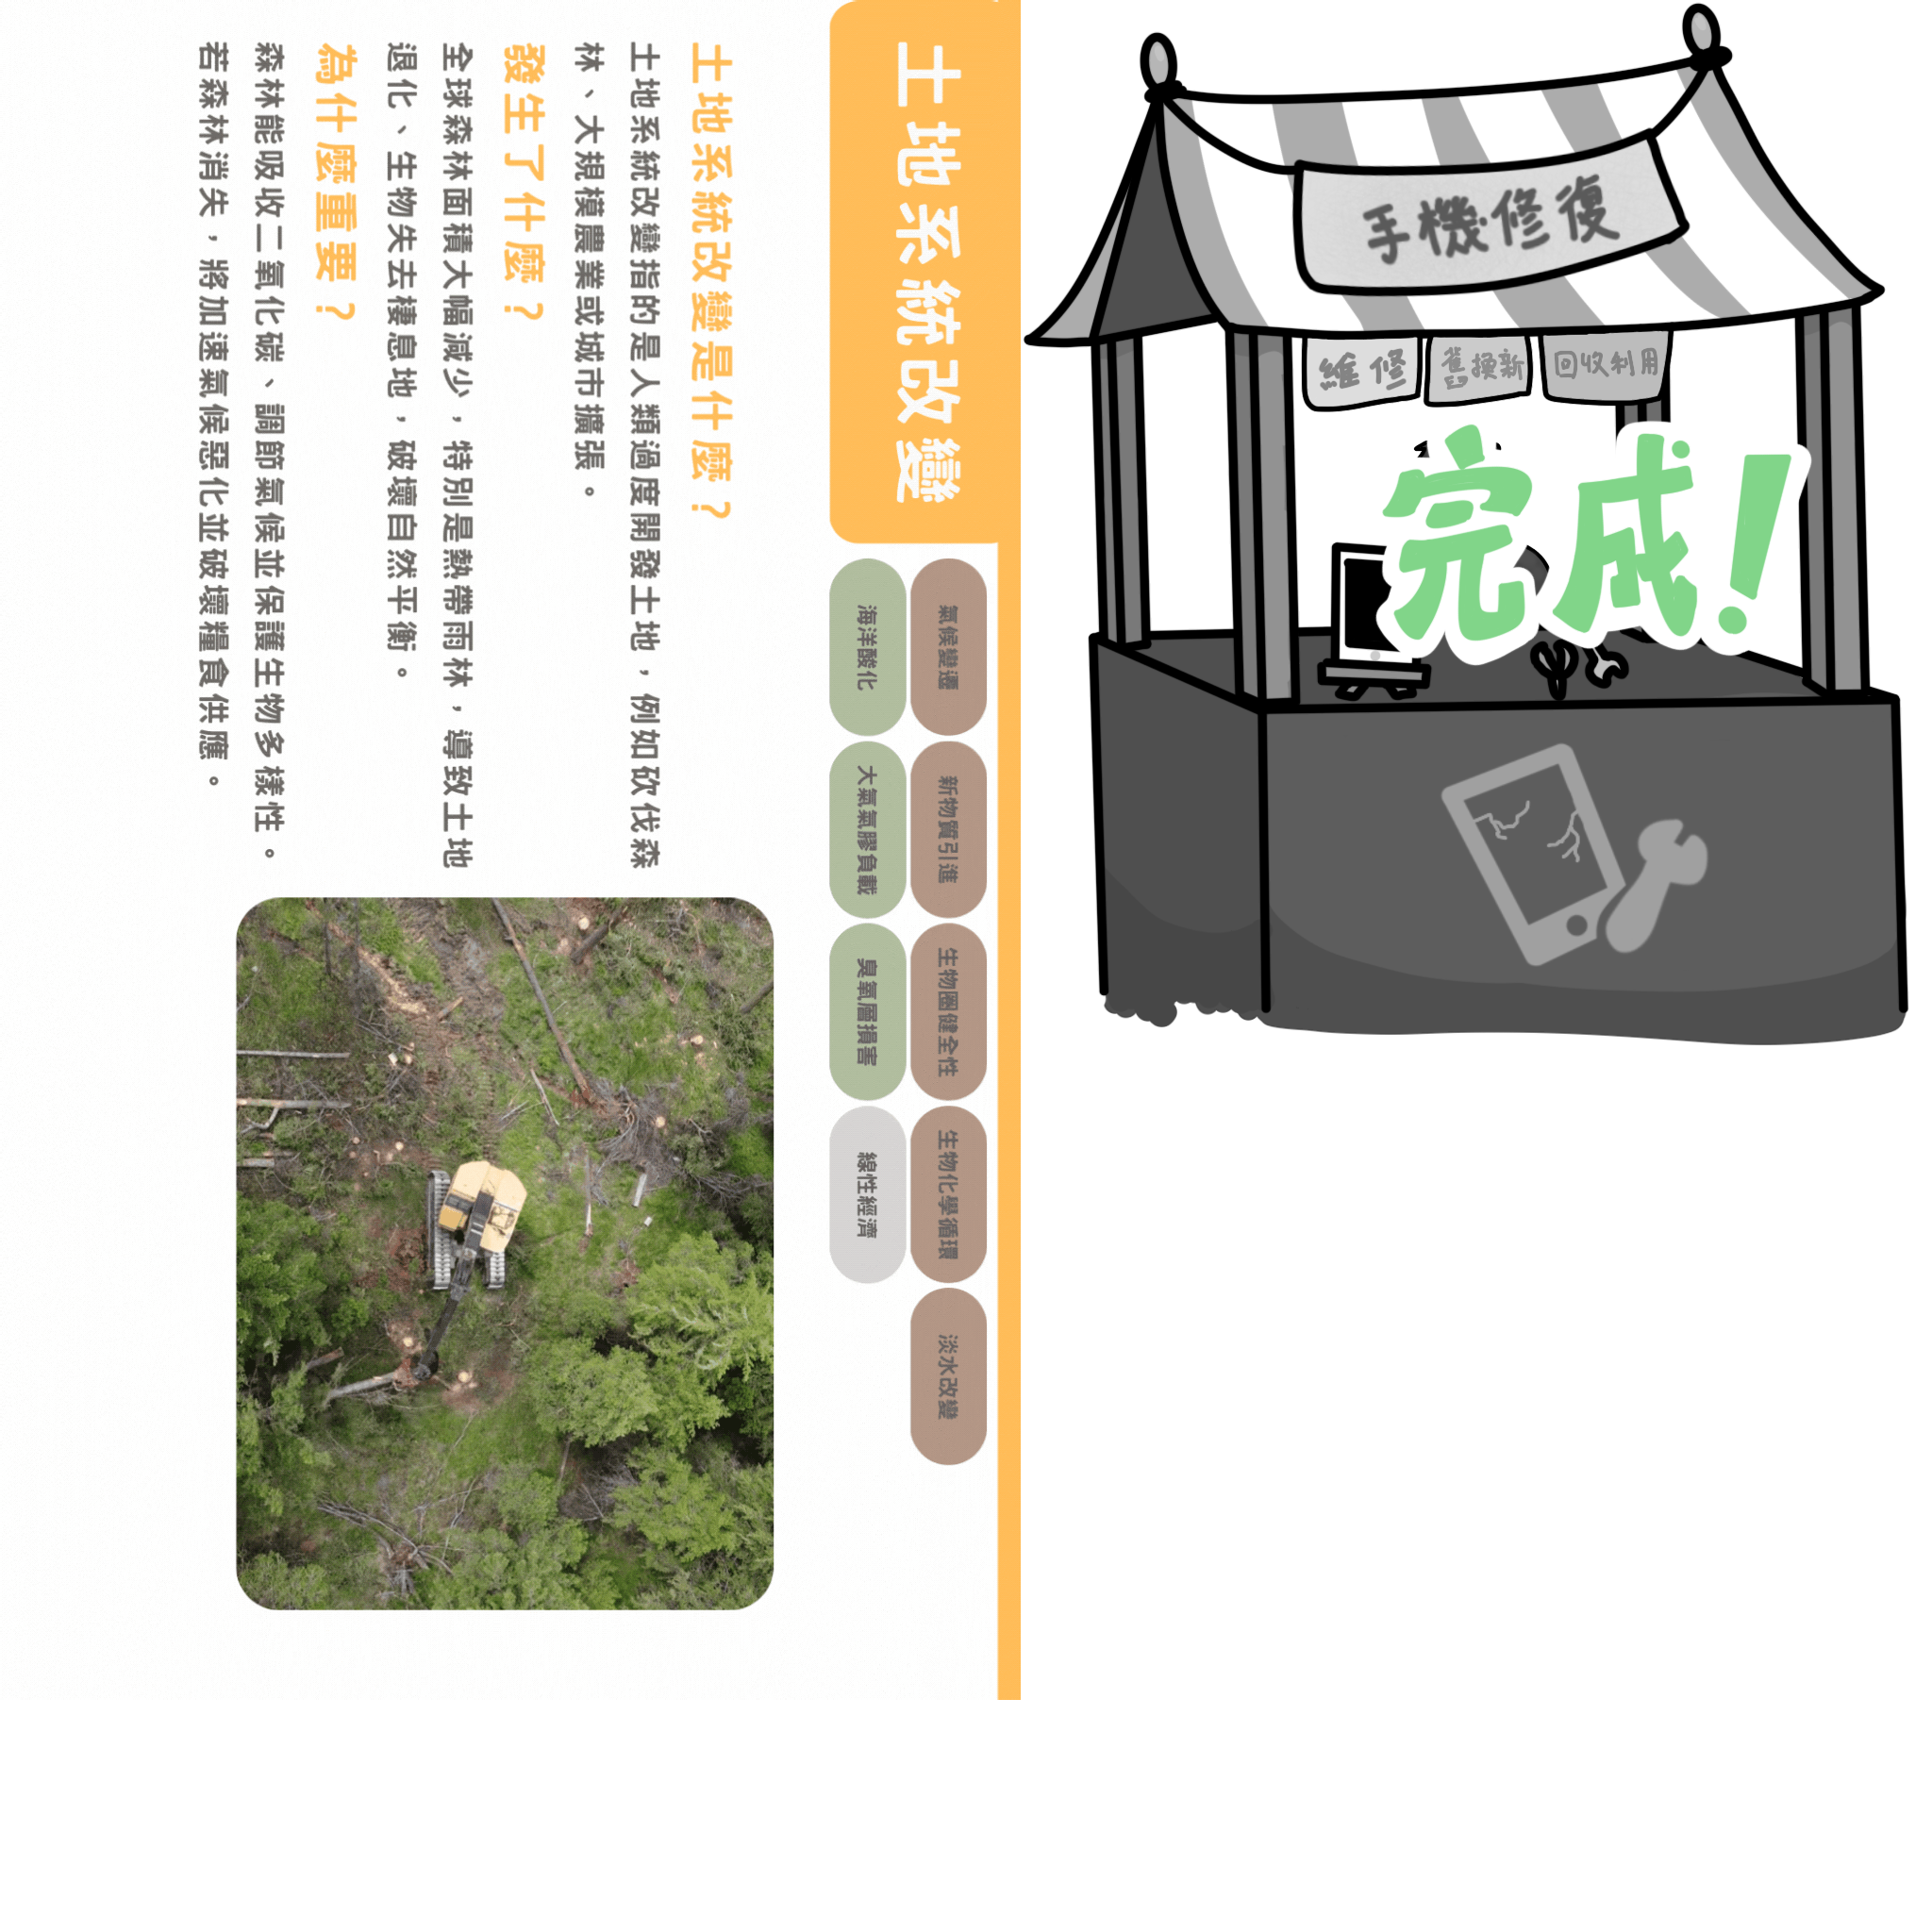 土地系統改變
氣候變遷
新物質引進
生物圈健全性
生物化學循環
淡水改變
海洋酸化
大氣氣膠負載
臭氧層損害
線性經濟
土地系統改變是什麼？
土地系統改變指的是人類過度開發土地，例如砍伐森
林、大規模農業或城市擴張。
發生了什麼？
全球森林面積大幅減少，特別是熱帶雨林，導致土地
退化、生物失去棲息地，破壞自然平衡。
為什麼重要？
森林能吸收二氧化碳、調節氣候並保護生物多樣性。
若森林消失，將加速氣候惡化並破壞糧食供應。
手機修復
維修
舊換新
回收利用
完成！